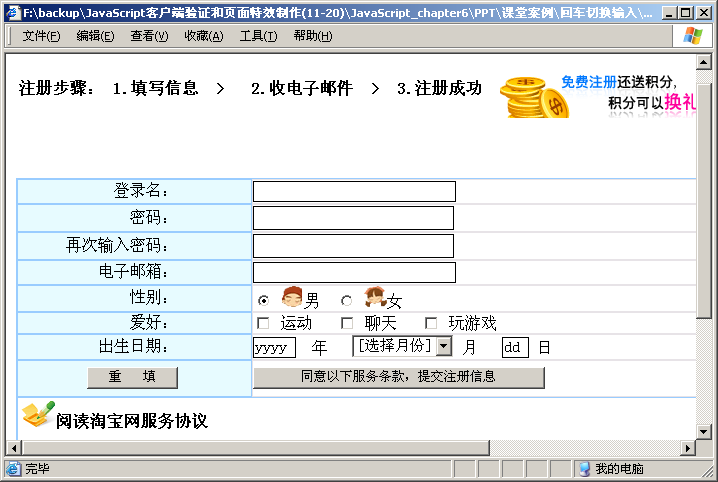 F:\backup\JavaScript客户端验证和页面特效制作(11-20)\JavaScript_chapter6\PPT\课堂案例\回车切换输入\...
文件(F) 编辑(E) 查看(V) 收藏(A) 工具(T) 帮助(H)
注册步骤： 1.填写信息 > 2.收电子邮件 > 3.注册成功
免费注册还送积分,
积分可以换礼
登录名：
密码：
再次输入密码：
电子邮箱：
性别： 男 女
爱好： 运动 聊天 玩游戏
出生日期： yyyy 年 [选择月份] 月 dd 日
重 填 同意以下服务条款，提交注册信息
阅读淘宝网服务协议
完毕 我的电脑